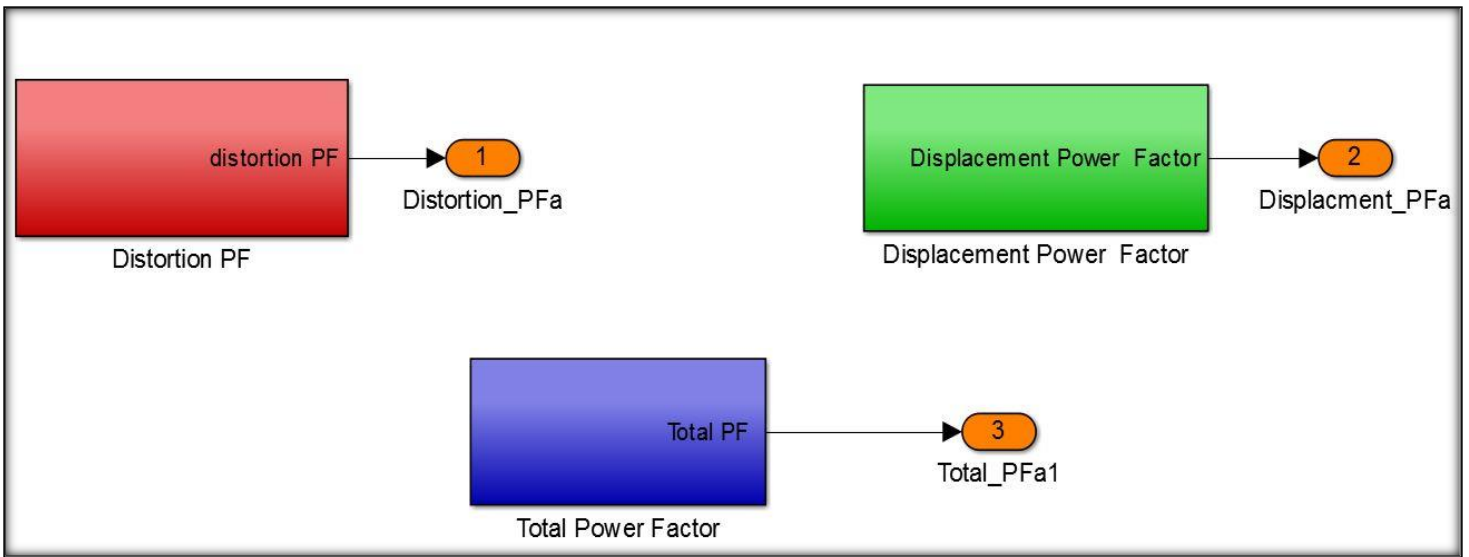 distortion PF
1
Distortion_PFa
Distortion PF
Displacement Power  Factor
2
Displacment_PFa
Displacement Power  Factor
Total PF
3
Total_PFa1
Total Power Factor